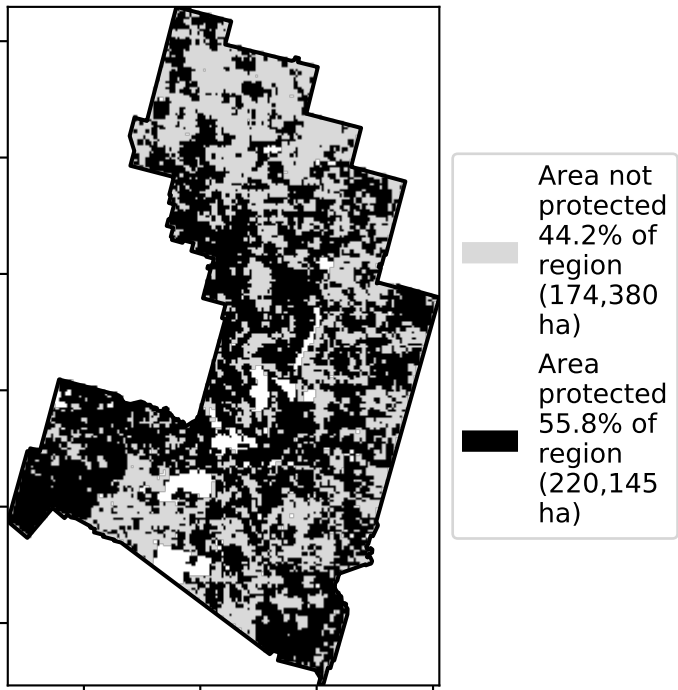 Area not
protected
44.2% of
region
(174,380
ha)
Area
protected
55.8% of
region
(220,145
ha)